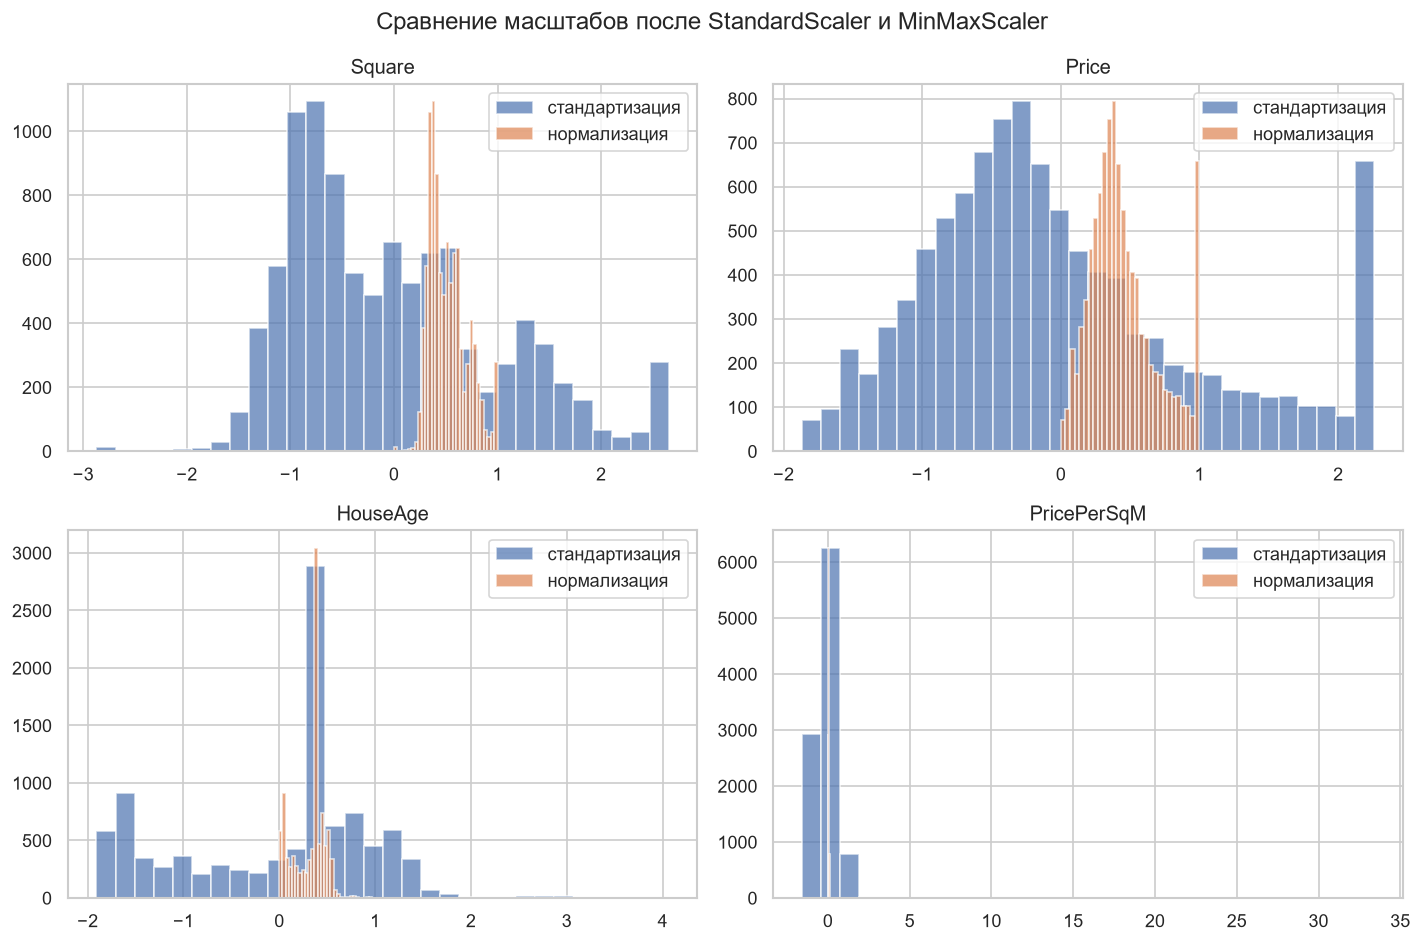 Сравнение масштабов после StandardScaler и MinMaxScaler
Square
стандартизация
нормализация
1000
800
600
400
200
0
−3 −2 −1 0 1 2
Price
стандартизация
нормализация
800
700
600
500
400
300
200
100
0
−2 −1 0 1 2
HouseAge
стандартизация
нормализация
3000
2500
2000
1500
1000
500
0
−2 −1 0 1 2 3 4
PricePerSqM
стандартизация
нормализация
6000
5000
4000
3000
2000
1000
0
0 5 10 15 20 25 30 35